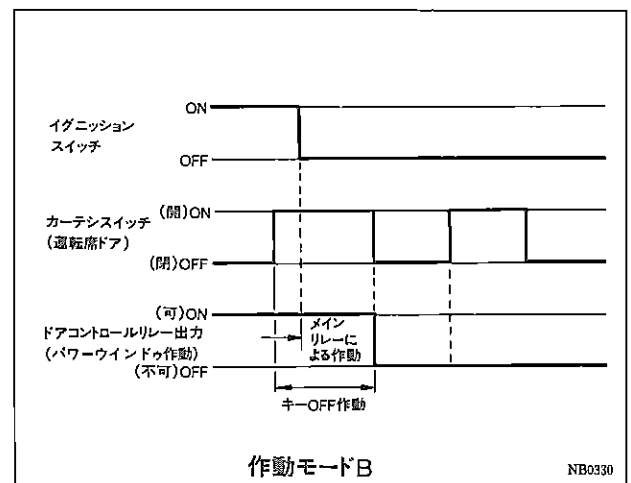 イグニッション
スイッチ
ON
OFF
カーテシスイッチ
(運転席ドア)
(開)ON
(閉)OFF
ドアコントロールリレー出力
(パワーウインドゥ作動)
(可)ON
(不可)OFF
メイン
リレーに
よる作動
キーOFF作動
作動モードB
NB0330